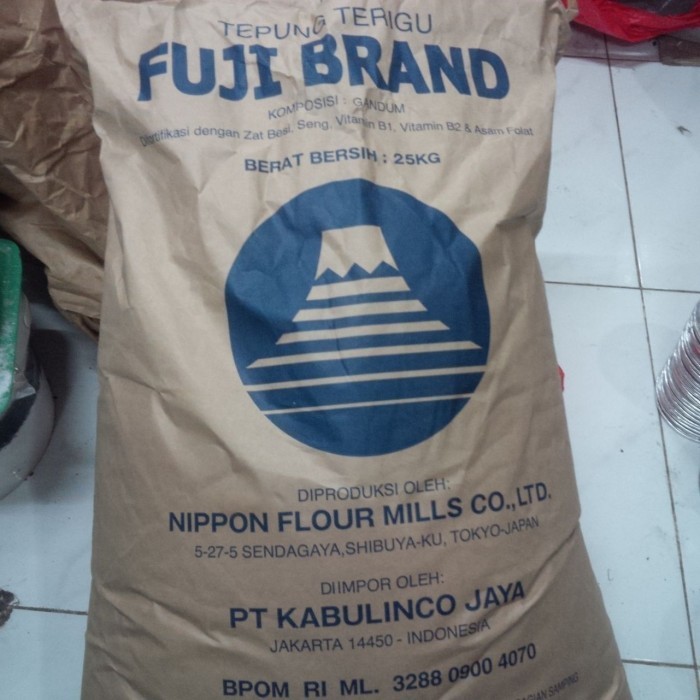 TEPUNG TERIGU
FUJI BRAND
KOMPOSISI : GANDUM
Difortifikasi dengan Zat Besi, Seng, Vitamin B1, Vitamin B2 & Asam Folat
BERAT BERSIH : 25KG
DIPRODUKSI OLEH:
NIPPON FLOUR MILLS CO., LTD.
5-27-5 SENDAGAYA, SHIBUYA-KU, TOKYO-JAPAN
DIIMPOR OLEH:
PT KABULINCO JAYA
JAKARTA 14450 - INDONESIA
BPOM RI ML. 3288 0900 4070
SAMPING